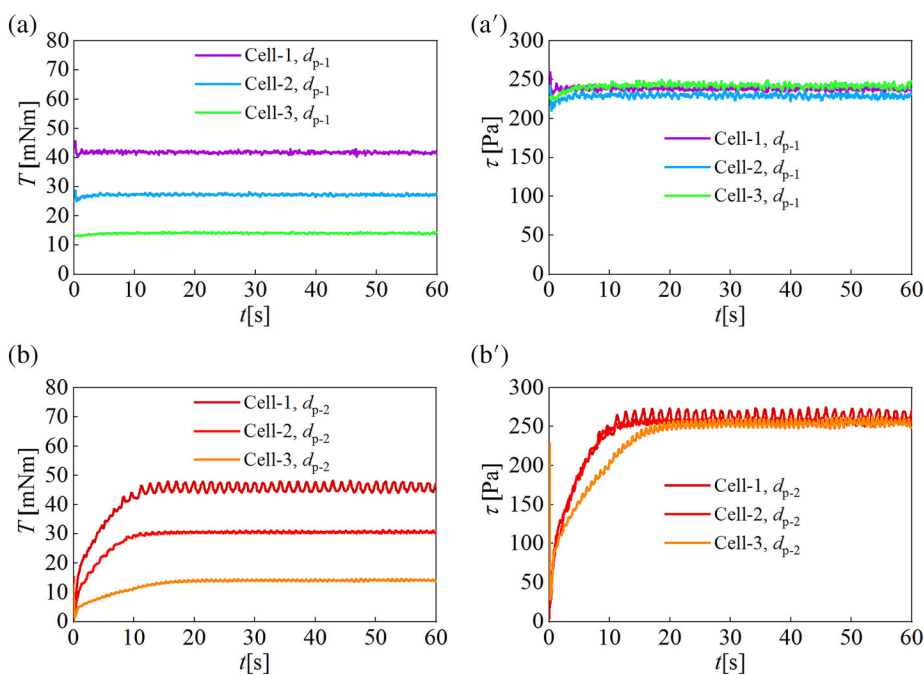 (a)
80
70
60
50
40
30
20
10
0
T [mNm]
Cell-1, dp-1
Cell-2, dp-1
Cell-3, dp-1
0 10 20 30 40 50 60
t[s]
(a′)
300
250
200
150
100
50
0
τ [Pa]
Cell-1, dp-1
Cell-2, dp-1
Cell-3, dp-1
0 10 20 30 40 50 60
t[s]
(b)
80
70
60
50
40
30
20
10
0
T [mNm]
Cell-1, dp-2
Cell-2, dp-2
Cell-3, dp-2
0 10 20 30 40 50 60
t[s]
(b′)
300
250
200
150
100
50
0
τ [Pa]
Cell-1, dp-2
Cell-2, dp-2
Cell-3, dp-2
0 10 20 30 40 50 60
t[s]